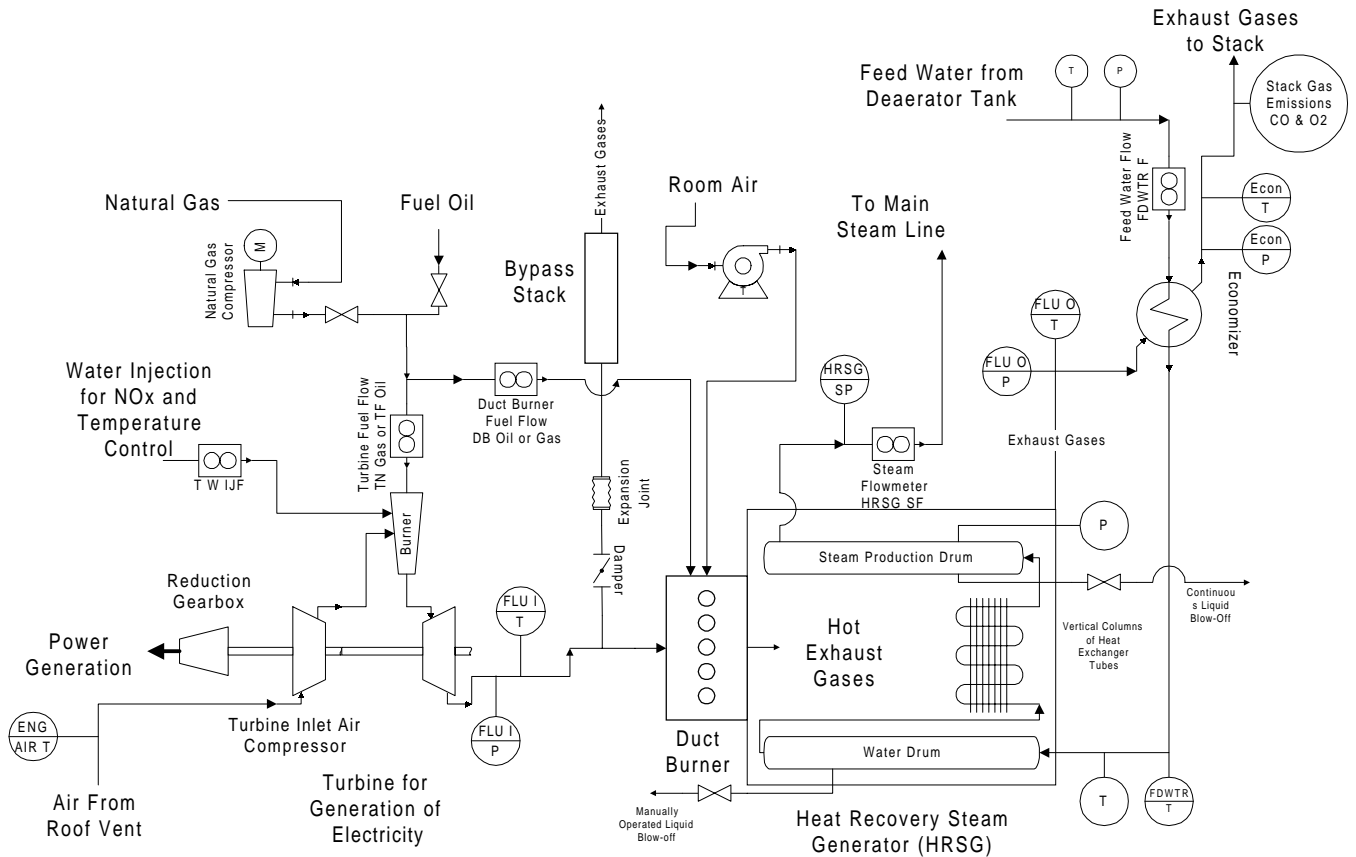 Exhaust Gases
to Stack
Feed Water from
Deaerator Tank
T
P
Stack Gas
Emissions
CO & O2
Exhaust Gases
Feed Water Flow
FDWTR F
Natural Gas
Fuel Oil
Room Air
To Main
Steam Line
Econ
T
Econ
P
M
Natural Gas
Compressor
Bypass
Stack
T
Economizer
FLU O
T
FLU O
P
Water Injection
for NOx and
Temperature
Control
T W IJF
Turbine Fuel Flow
TN Gas or TF Oil
Duct Burner
Fuel Flow
DB Oil or Gas
HRSG
SP
Steam
Flowmeter
HRSG SF
Exhaust Gases
Expansion
Joint
Burner
Damper
Steam Production Drum
P
Reduction
Gearbox
FLU I
T
Continuou
s Liquid
Blow-Off
Vertical Columns
of Heat
Exchanger
Tubes
Hot
Exhaust
Gases
Power
Generation
ENG
AIR T
Turbine Inlet Air
Compressor
FLU I
P
Duct
Burner
Water Drum
Air From
Roof Vent
Turbine for
Generation of
Electricity
Manually
Operated Liquid
Blow-off
T
FDWTR
T
Heat Recovery Steam
Generator (HRSG)